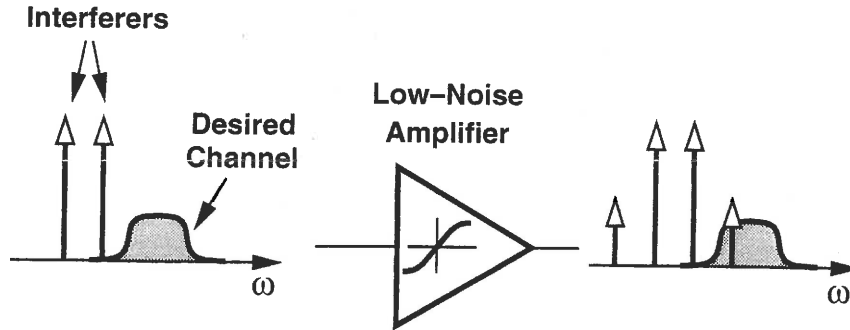 Interferers
Desired
Channel
Low–Noise
Amplifier
ω
ω